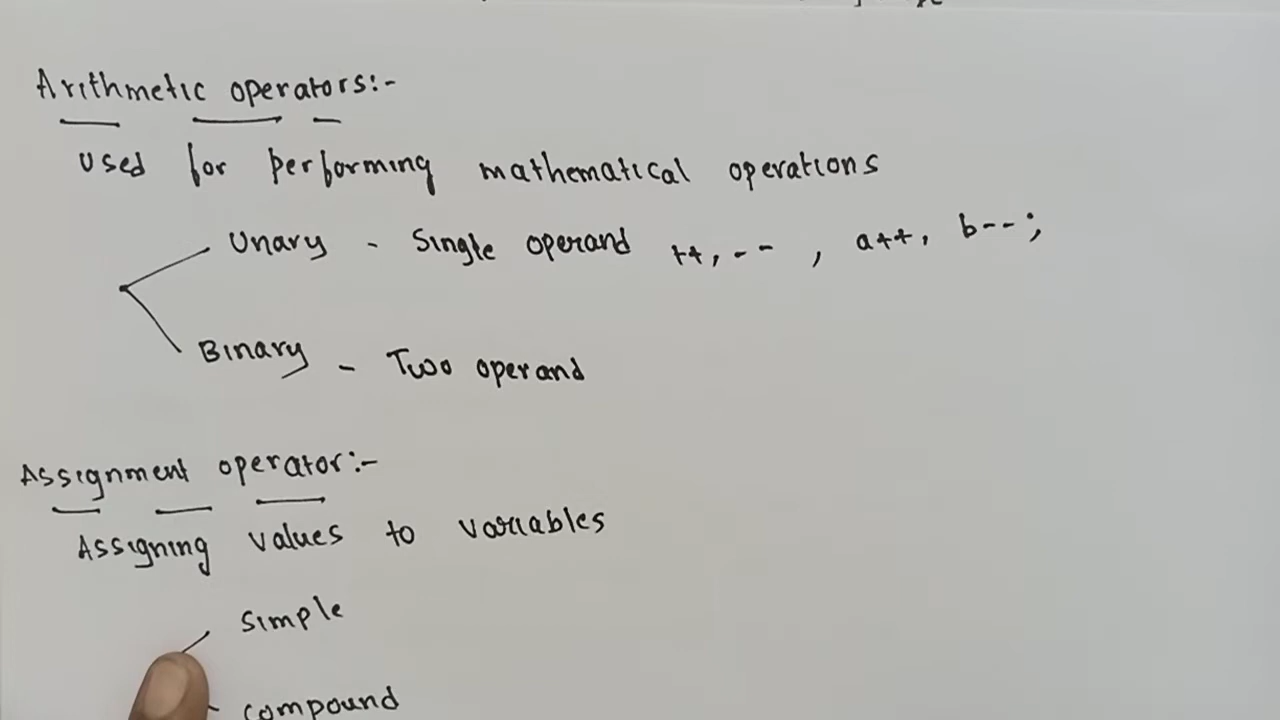 Arithmetic operators:-
Used for performing mathematical operations
Unary - Single operand ++, -- , a++, b--;
Binary - Two operand
Assignment operator:-
Assigning values to variables
Simple
compound